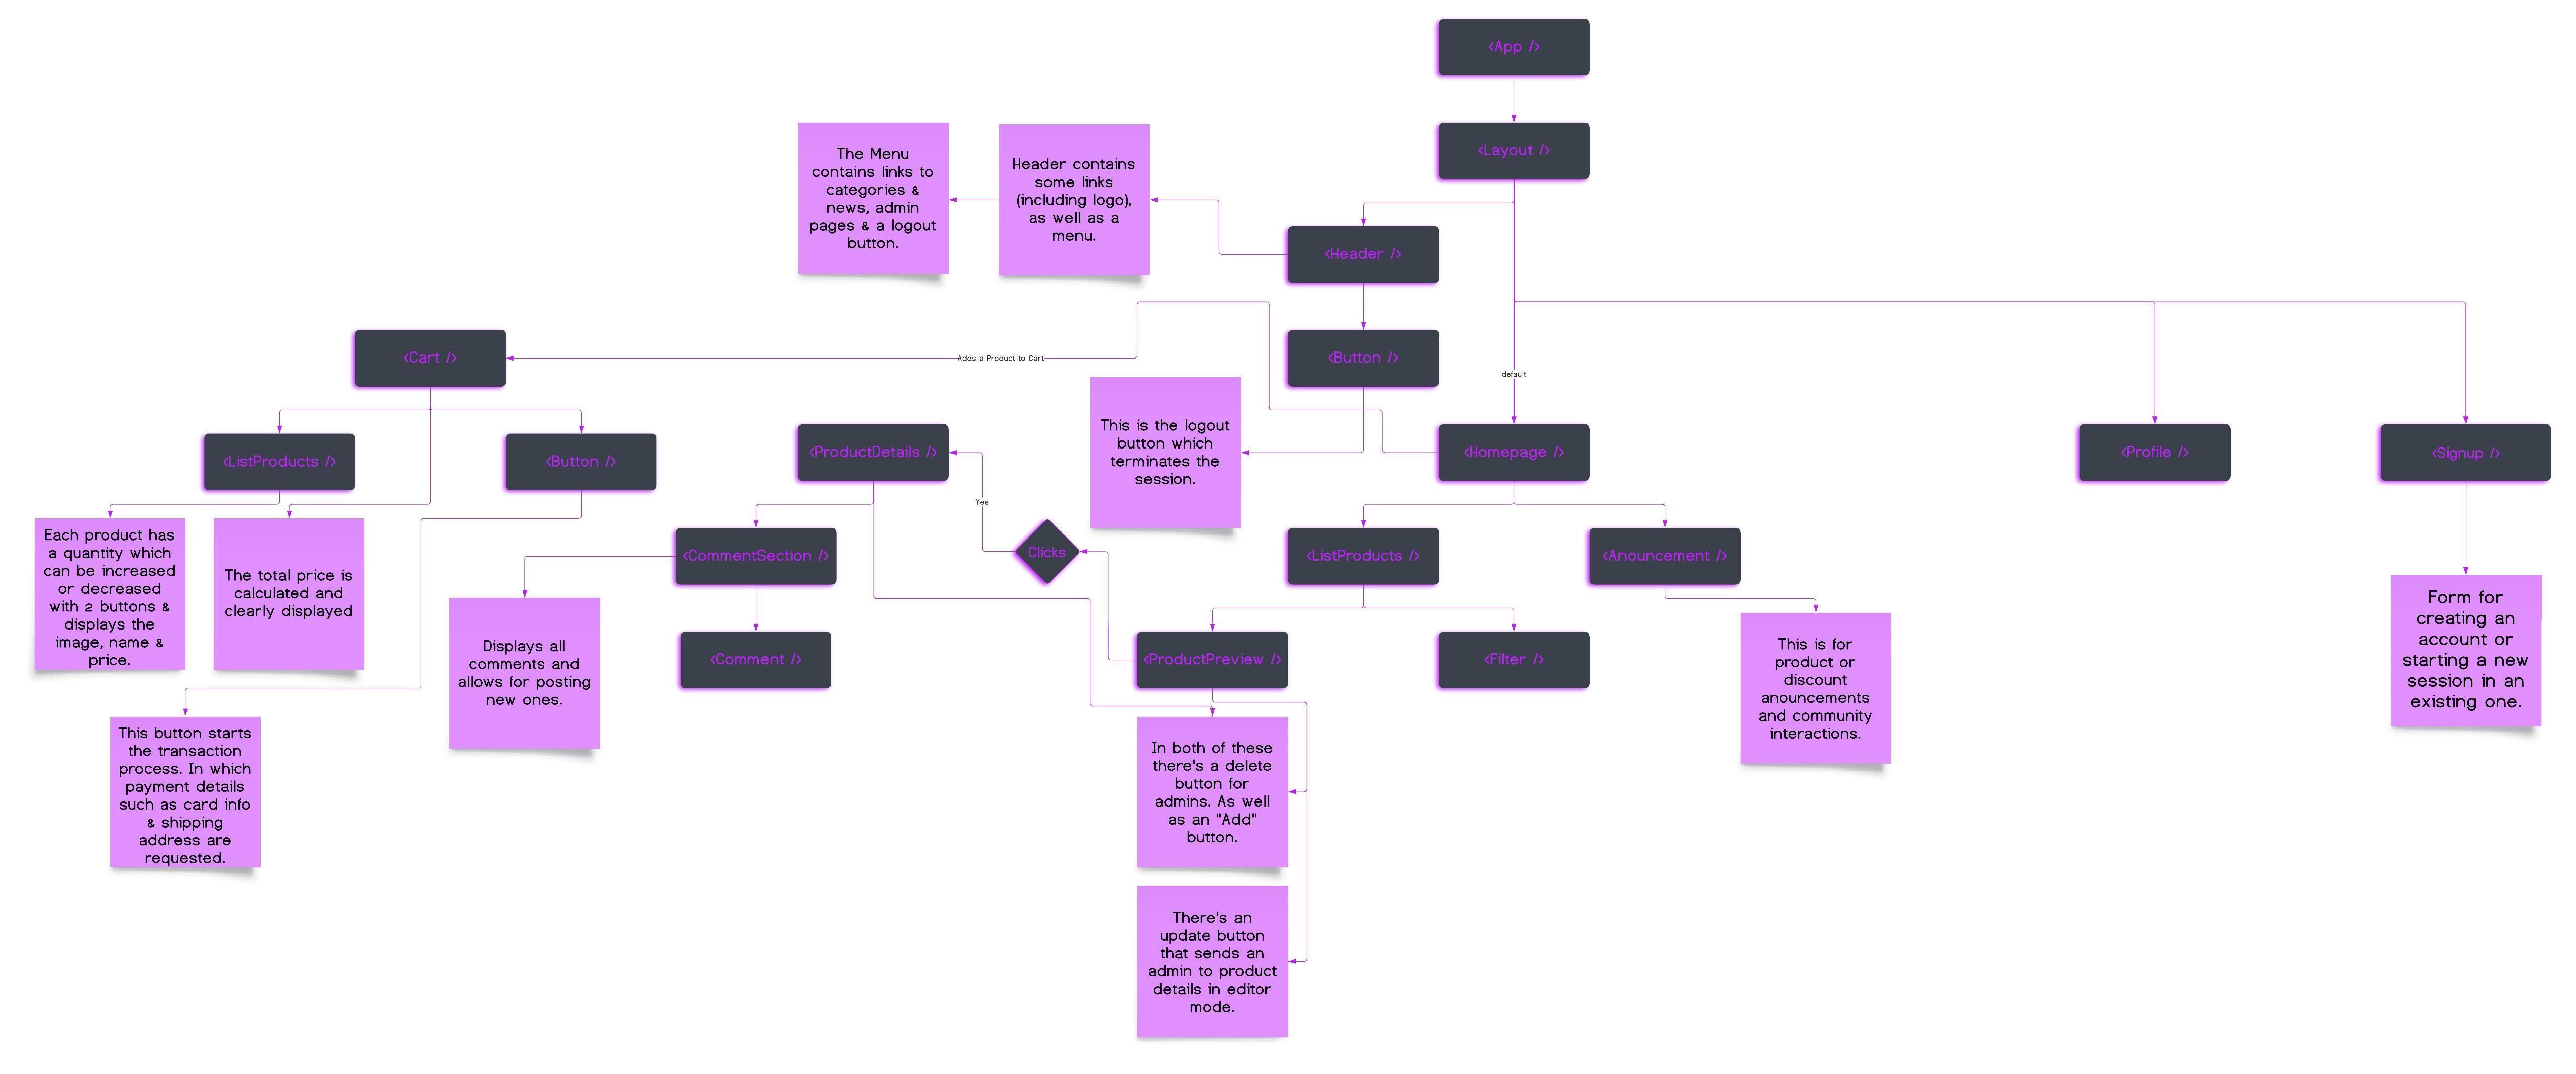 <App />
<Layout />
The Menu
contains links to
categories &
news, admin
pages & a logout
button.
Header contains
some links
(including logo),
as well as a
menu.
<Header />
<Cart />
Adds a Product to Cart
<Button />
default
<ListProducts />
<Button />
<ProductDetails />
This is the logout
button which
terminates the
session.
<Homepage />
<Profile />
<Signup />
Yes
Each product has
a quantity which
can be increased
or decreased
with 2 buttons &
displays the
image, name &
price.
The total price is
calculated and
clearly displayed
<CommentSection />
Clicks
<ListProducts />
<Anouncement />
Displays all
comments and
allows for posting
new ones.
<Comment />
<ProductPreview />
<Filter />
This is for
product or
discount
anouncements
and community
interactions.
Form for
creating an
account or
starting a new
session in an
existing one.
This button starts
the transaction
process. In which
payment details
such as card info
& shipping
address are
requested.
In both of these
there's a delete
button for
admins. As well
as an "Add"
button.
There's an
update button
that sends an
admin to product
details in editor
mode.